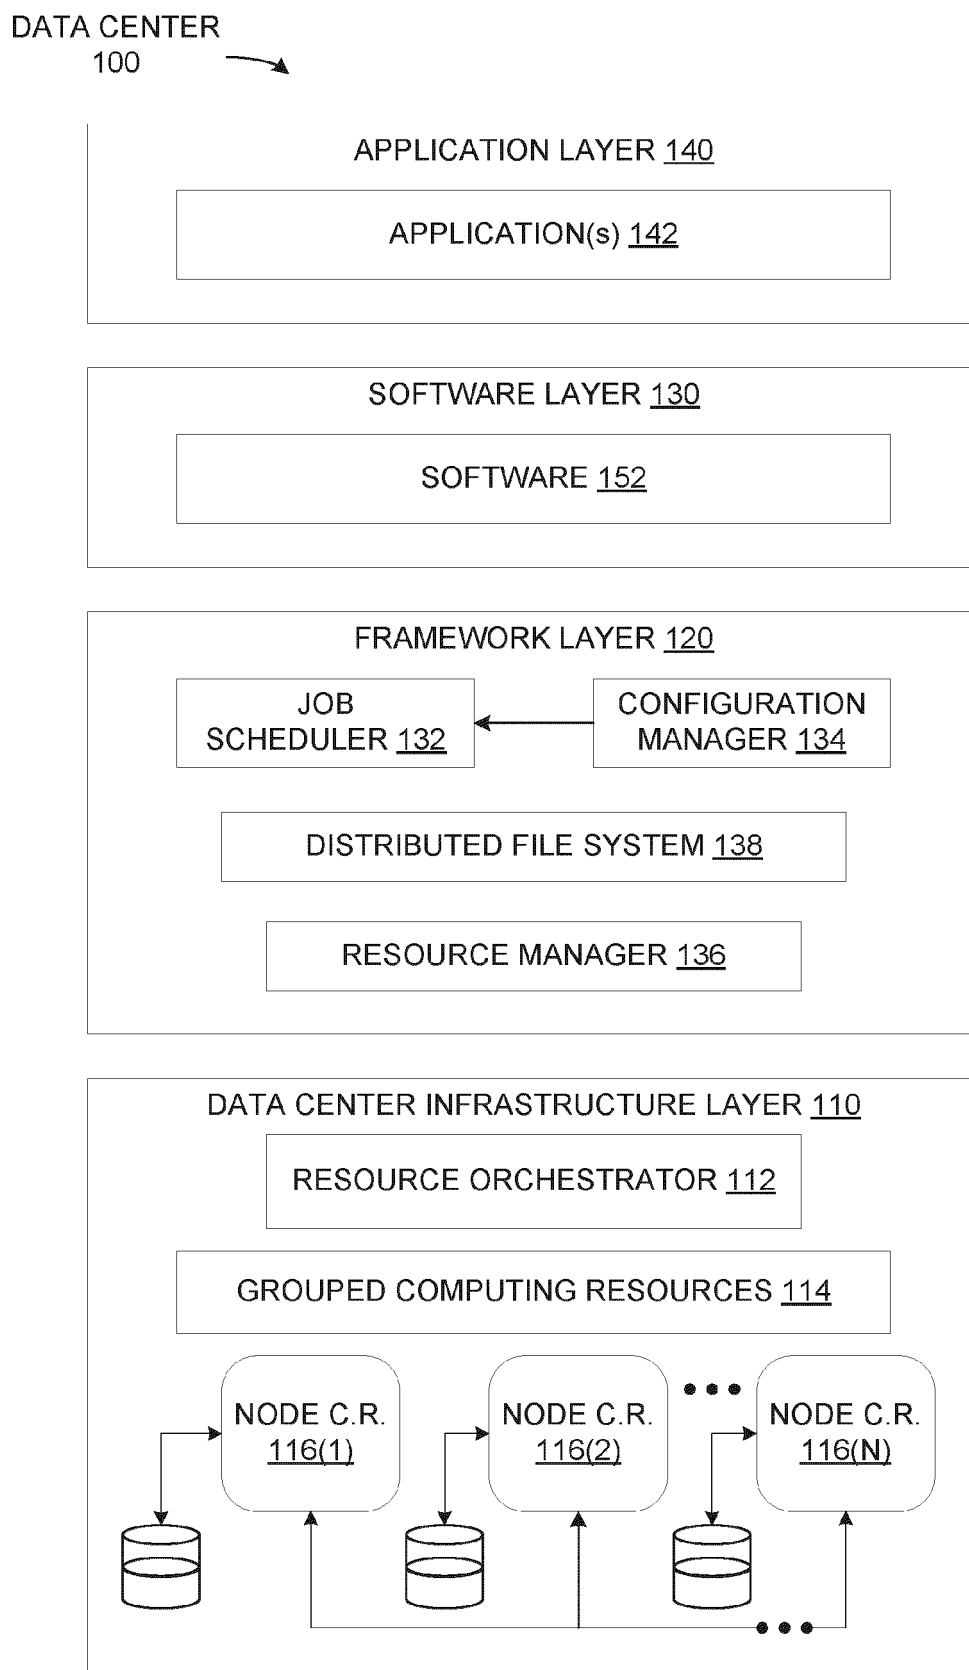 DATA CENTER
100
APPLICATION LAYER 140
APPLICATION(s) 142
SOFTWARE LAYER 130
SOFTWARE 152
FRAMEWORK LAYER 120
JOB
SCHEDULER 132
CONFIGURATION
MANAGER 134
DISTRIBUTED FILE SYSTEM 138
RESOURCE MANAGER 136
DATA CENTER INFRASTRUCTURE LAYER 110
RESOURCE ORCHESTRATOR 112
GROUPED COMPUTING RESOURCES 114
NODE C.R.
116(1)
NODE C.R.
116(2)
NODE C.R.
116(N)